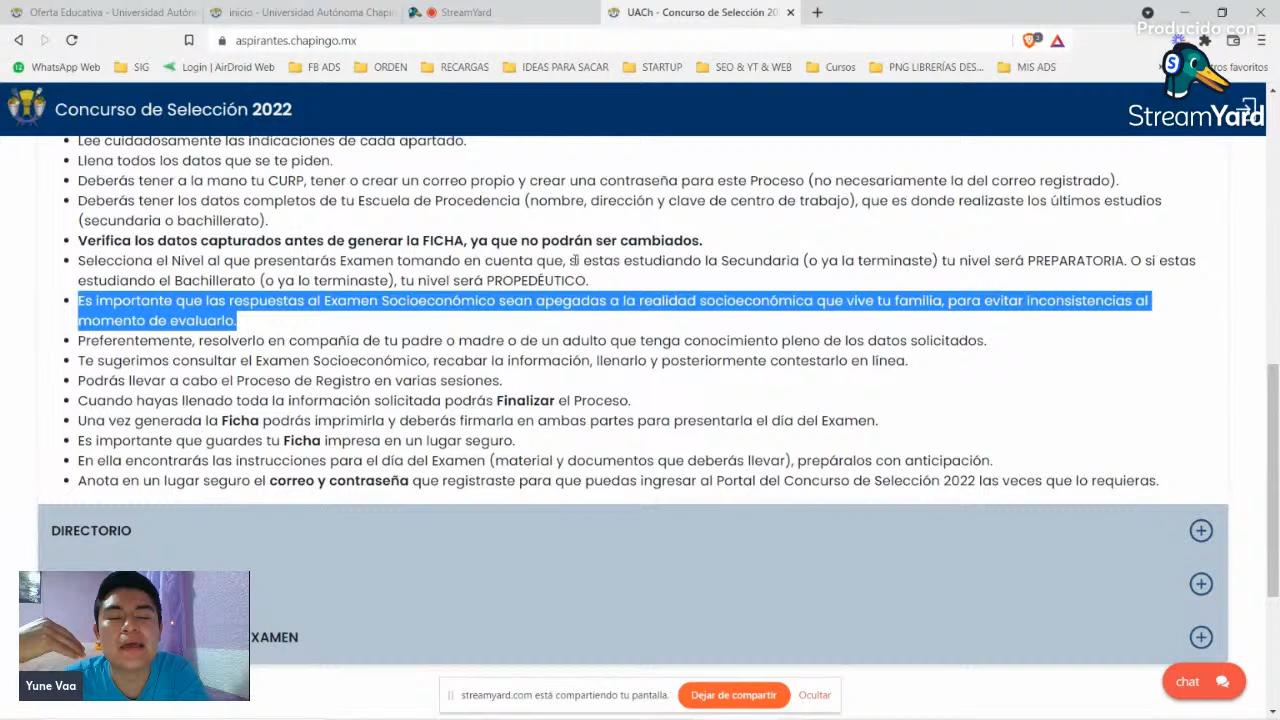 Oferta Educativa - Universidad Autón
inicio - Universidad Autónoma Chapin
StreamYard
UACh - Concurso de Selección 20
Producido con
aspirantes.chapingo.mx
WhatsApp Web
SIG
Login | AirDroid Web
FB ADS
ORDEN
RECARGAS
IDEAS PARA SACAR
STARTUP
SEO & YT & WEB
Cursos
PNG LIBRERÍAS DES...
MIS ADS
tros favoritos
StreamYard
Concurso de Selección 2022
Lee cuidadosamente las indicaciones de cada apartado.
Llena todos los datos que se te piden.
Deberás tener a la mano tu CURP, tener o crear un correo propio y crear una contraseña para este Proceso (no necesariamente la del correo registrado).
Deberás tener los datos completos de tu Escuela de Procedencia (nombre, dirección y clave de centro de trabajo), que es donde realizaste los últimos estudios
(secundaria o bachillerato).
Verifica los datos capturados antes de generar la FICHA, ya que no podrán ser cambiados.
Selecciona el Nivel al que presentarás Examen tomando en cuenta que, si estas estudiando la Secundaria (o ya la terminaste) tu nivel será PREPARATORIA. O si estas
estudiando el Bachillerato (o ya lo terminaste), tu nivel será PROPEDÉUTICO.
Es importante que las respuestas al Examen Socioeconómico sean apegadas a la realidad socioeconómica que vive tu familia, para evitar inconsistencias al
momento de evaluarlo.
Preferentemente, resolverlo en compañía de tu padre o madre o de un adulto que tenga conocimiento pleno de los datos solicitados.
Te sugerimos consultar el Examen Socioeconómico, recabar la información, llenarlo y posteriormente contestarlo en línea.
Podrás llevar a cabo el Proceso de Registro en varias sesiones.
Cuando hayas llenado toda la información solicitada podrás Finalizar el Proceso.
Una vez generada la Ficha podrás imprimirla y deberás firmarla en ambas partes para presentarla el día del Examen.
Es importante que guardes tu Ficha impresa en un lugar seguro.
En ella encontrarás las instrucciones para el día del Examen (material y documentos que deberás llevar), prepáralos con anticipación.
Anota en un lugar seguro el correo y contraseña que registraste para que puedas ingresar al Portal del Concurso de Selección 2022 las veces que lo requieras.
DIRECTORIO
XAMEN
Yune Vaa
streamyard.com está compartiendo tu pantalla.
Dejar de compartir
Ocultar
chat